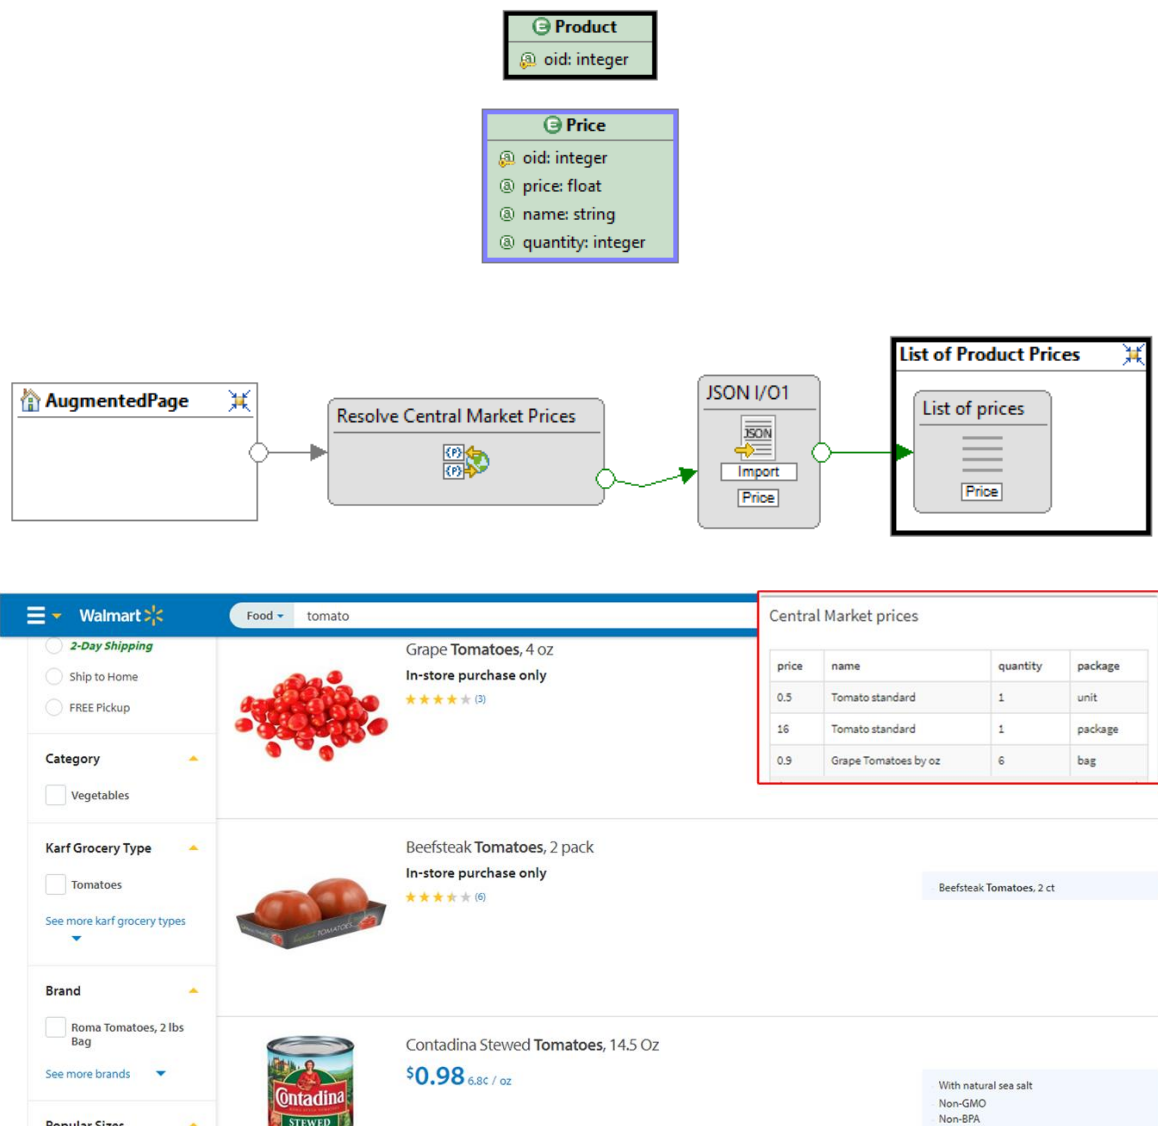 Product
oid: integer
Price
oid: integer
price: float
name: string
quantity: integer
AugmentedPage
Resolve Central Market Prices
{P}
{P}
JSON I/O1
JSON
Import
Price
List of Product Prices
List of prices
Price
Walmart
Food
tomato
2-Day Shipping
Ship to Home
FREE Pickup
Category
Vegetables
Karf Grocery Type
Tomatoes
See more karf grocery types
Brand
Roma Tomatoes, 2 lbs
Bag
See more brands
Popular Sizes
Grape Tomatoes, 4 oz
In-store purchase only
(3)
Beefsteak Tomatoes, 2 pack
In-store purchase only
(6)
Beefsteak Tomatoes, 2 ct
Contadina Stewed Tomatoes, 14.5 Oz
$0.98 6.8¢ / oz
Contadina
STEWED
With natural sea salt
Non-GMO
Non-BPA
Central Market prices
price name quantity package
0.5 Tomato standard 1 unit
16 Tomato standard 1 package
0.9 Grape Tomatoes by oz 6 bag